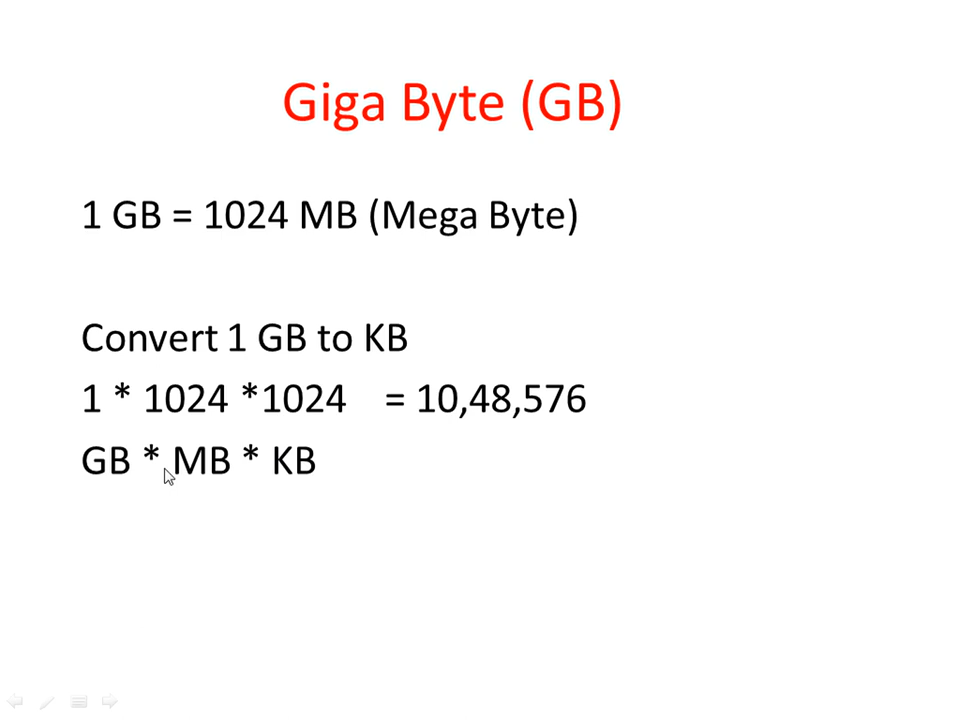 Giga Byte (GB)
1 GB = 1024 MB (Mega Byte)
Convert 1 GB to KB
1 * 1024 *1024 = 10,48,576
GB * MB * KB